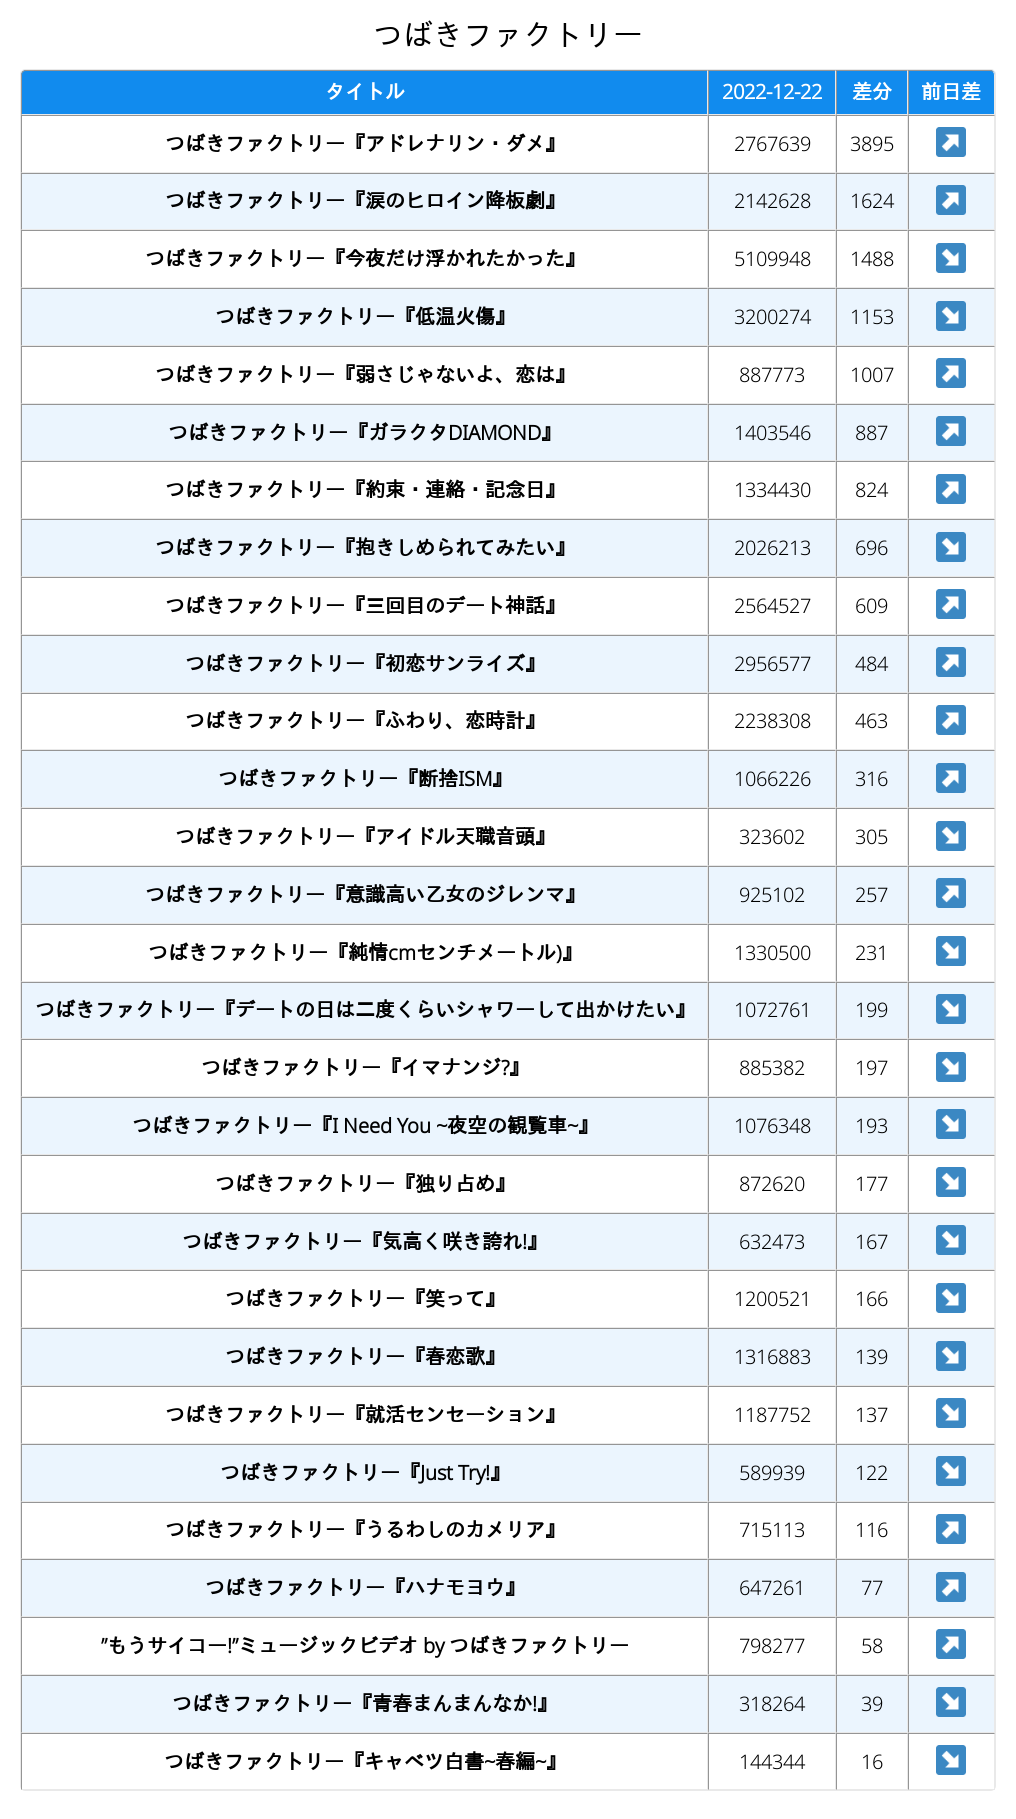 つばきファクトリー
タイトル 2022-12-22 差分 前日差
つばきファクトリー『アドレナリン・ダメ』 2767639 3895 ↗
つばきファクトリー『涙のヒロイン降板劇』 2142628 1624 ↗
つばきファクトリー『今夜だけ浮かれたかった』 5109948 1488 ↘
つばきファクトリー『低温火傷』 3200274 1153 ↘
つばきファクトリー『弱さじゃないよ、恋は』 887773 1007 ↗
つばきファクトリー『ガラクタDIAMOND』 1403546 887 ↗
つばきファクトリー『約束・連絡・記念日』 1334430 824 ↗
つばきファクトリー『抱きしめられてみたい』 2026213 696 ↘
つばきファクトリー『三回目のデート神話』 2564527 609 ↗
つばきファクトリー『初恋サンライズ』 2956577 484 ↗
つばきファクトリー『ふわり、恋時計』 2238308 463 ↗
つばきファクトリー『断捨ISM』 1066226 316 ↗
つばきファクトリー『アイドル天職音頭』 323602 305 ↘
つばきファクトリー『意識高い乙女のジレンマ』 925102 257 ↗
つばきファクトリー『純情cmセンチメートル)』 1330500 231 ↘
つばきファクトリー『デートの日は二度くらいシャワーして出かけたい』 1072761 199 ↘
つばきファクトリー『イマナンジ?』 885382 197 ↘
つばきファクトリー『I Need You ~夜空の観覧車~』 1076348 193 ↘
つばきファクトリー『独り占め』 872620 177 ↘
つばきファクトリー『気高く咲き誇れ!』 632473 167 ↘
つばきファクトリー『笑って』 1200521 166 ↘
つばきファクトリー『春恋歌』 1316883 139 ↘
つばきファクトリー『就活センセーション』 1187752 137 ↘
つばきファクトリー『Just Try!』 589939 122 ↘
つばきファクトリー『うるわしのカメリア』 715113 116 ↗
つばきファクトリー『ハナモヨウ』 647261 77 ↗
”もうサイコー!”ミュージックビデオ by つばきファクトリー 798277 58 ↗
つばきファクトリー『青春まんまんなか!』 318264 39 ↘
つばきファクトリー『キャベツ白書~春編~』 144344 16 ↘